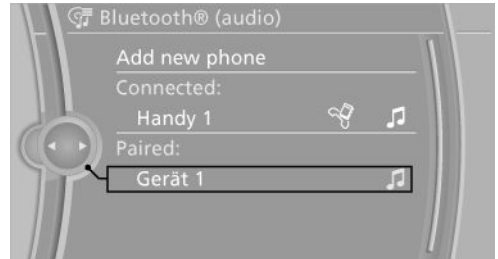 Bluetooth® (audio)
Add new phone
Connected:
Handy 1
Paired:
Gerät 1